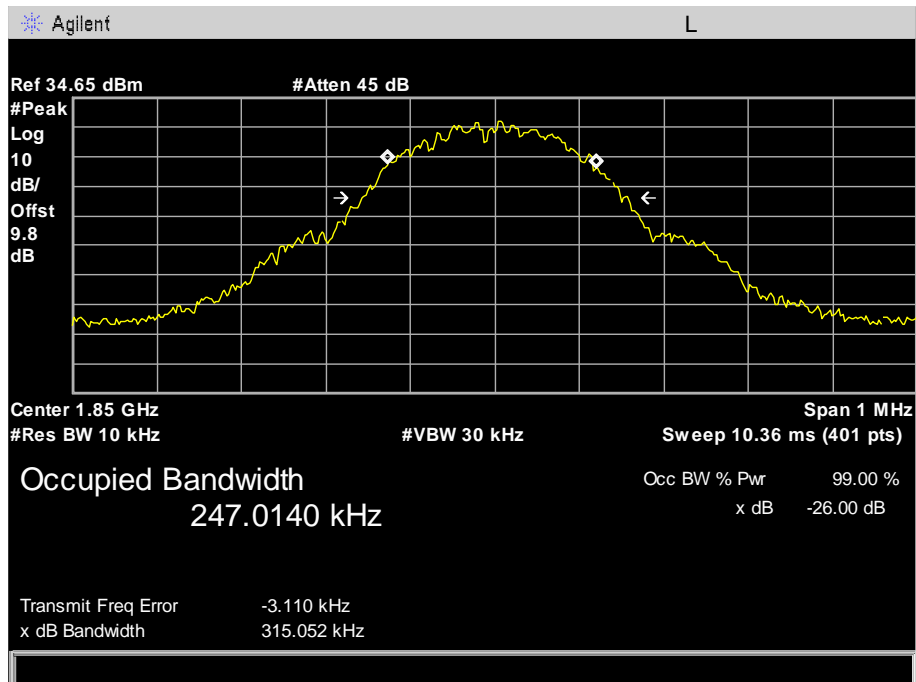 Agilent L
Ref 34.65 dBm #Atten 45 dB
#Peak
Log
10
dB/
Offst
9.8
dB
Center 1.85 GHz Span 1 MHz
#Res BW 10 kHz #VBW 30 kHz Sweep 10.36 ms (401 pts)
Occupied Bandwidth Occ BW % Pwr 99.00 %
247.0140 kHz x dB -26.00 dB
Transmit Freq Error -3.110 kHz
x dB Bandwidth 315.052 kHz